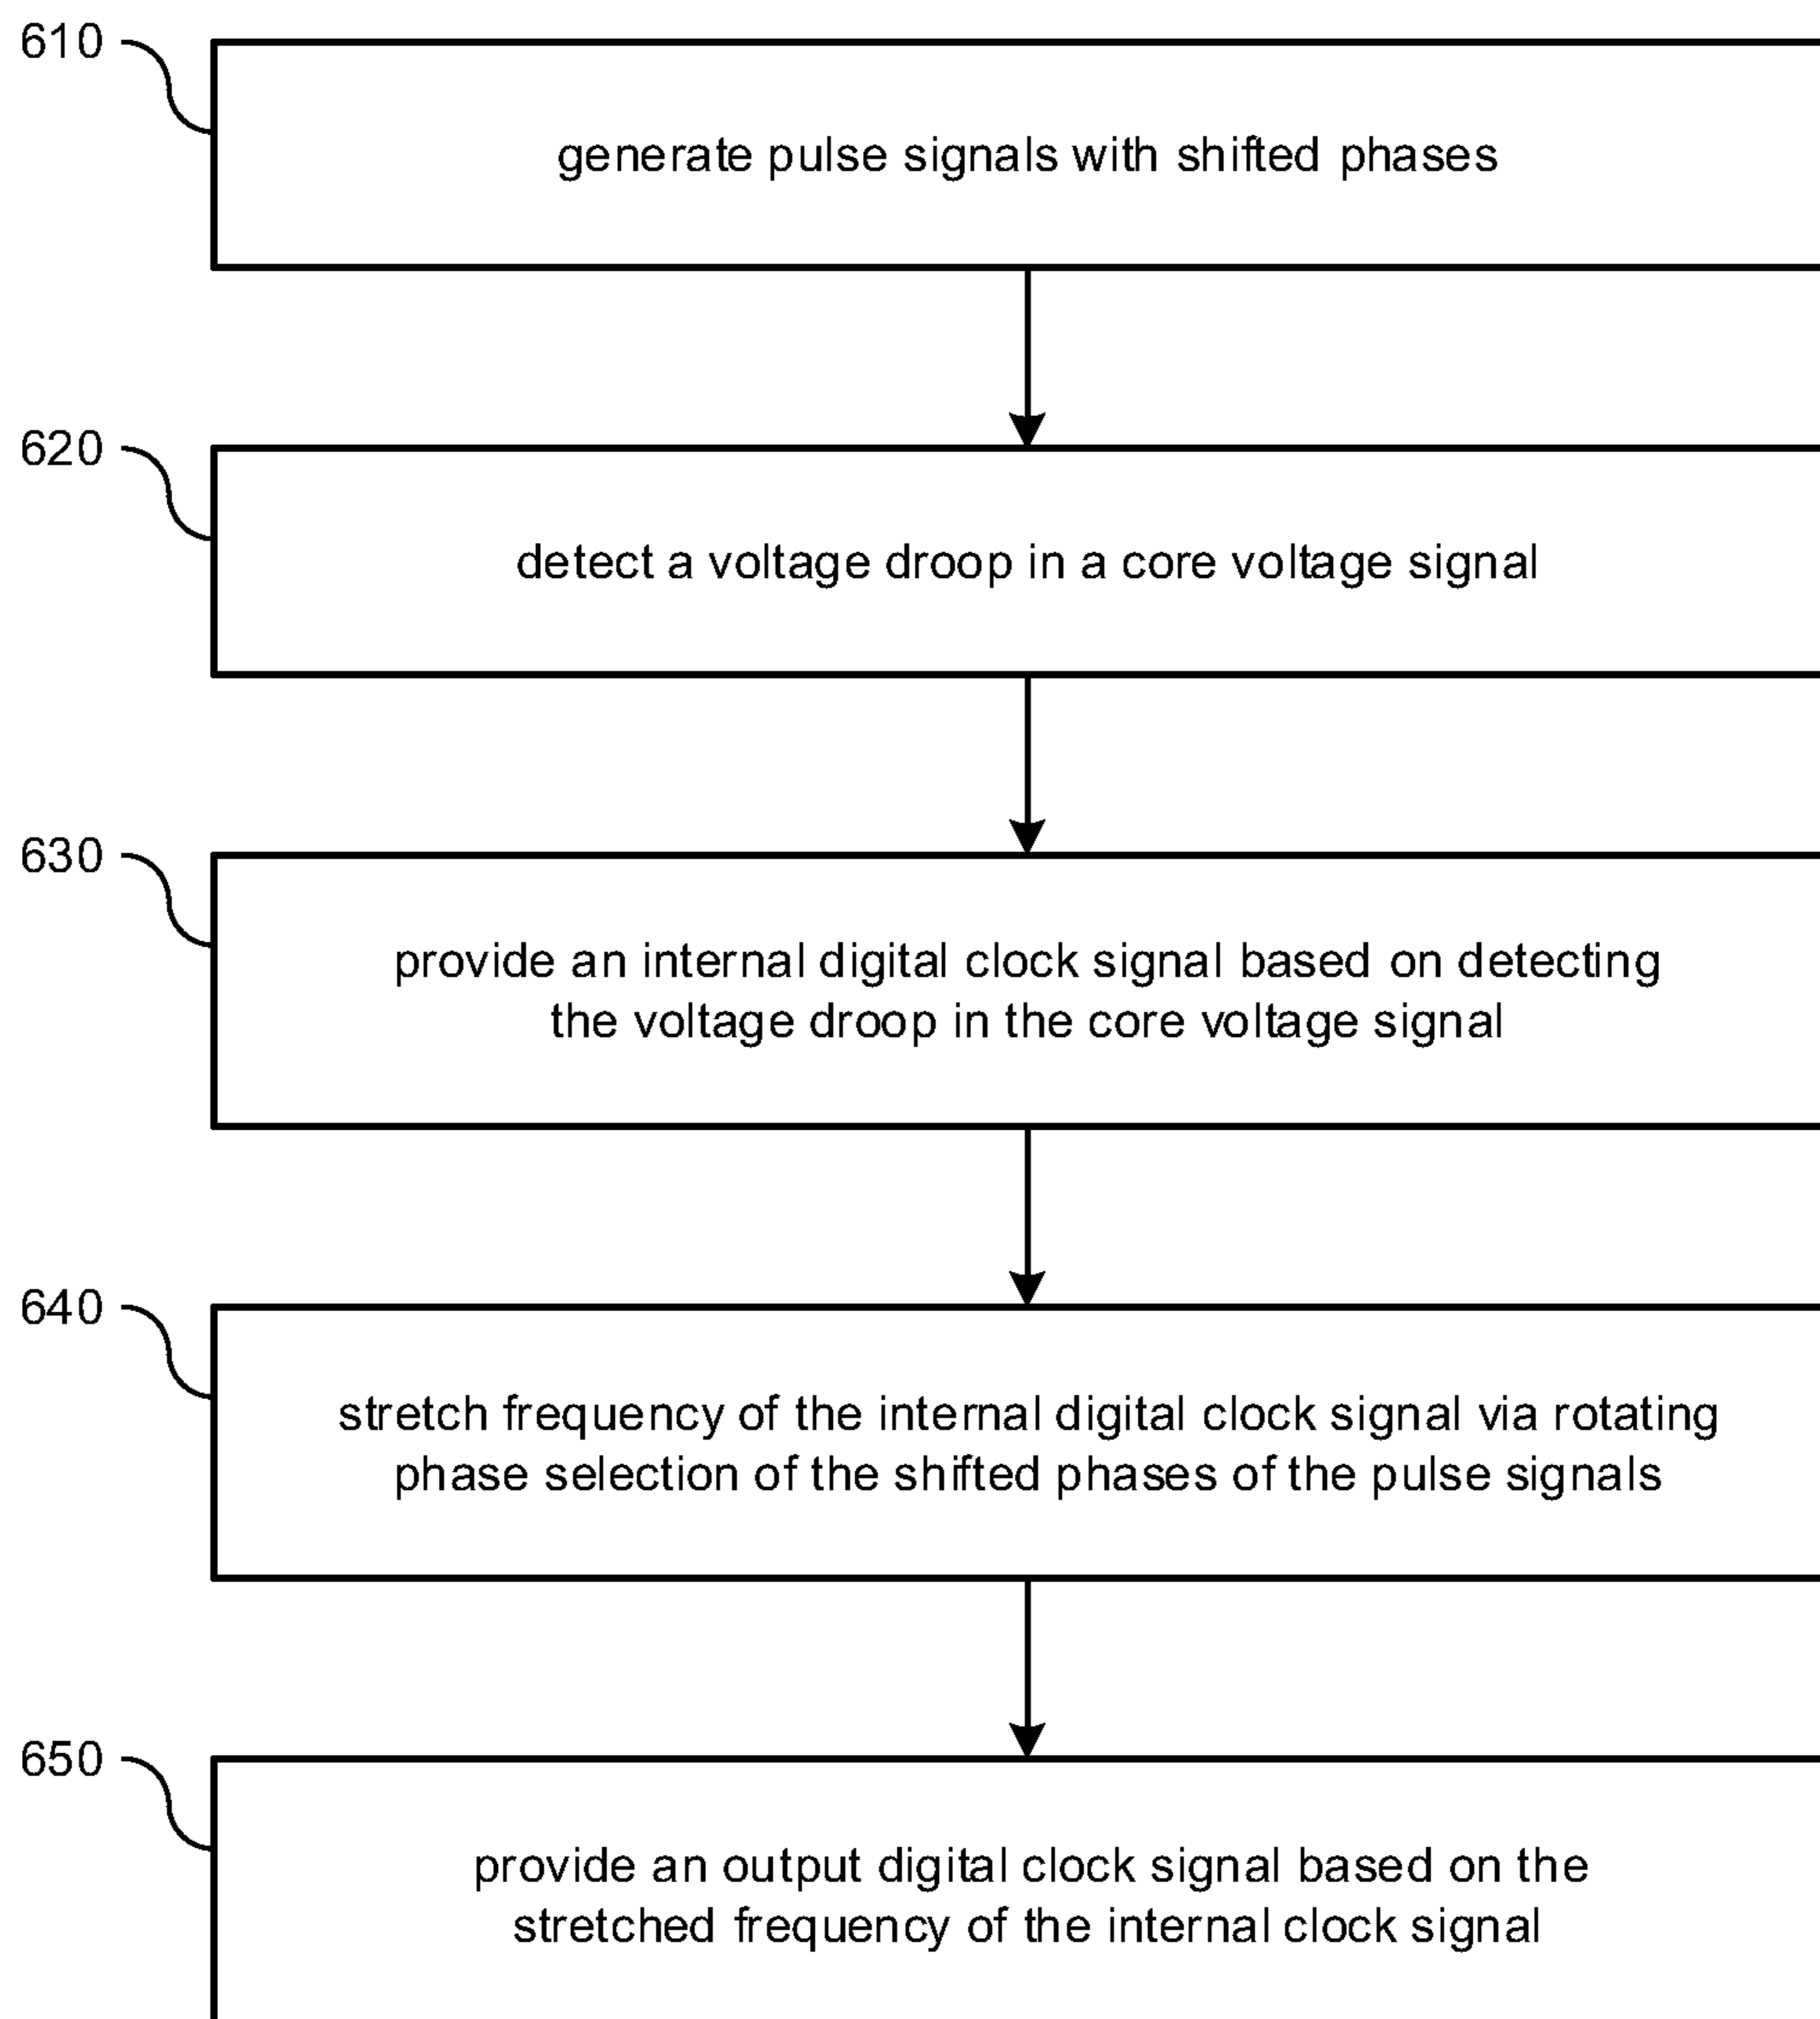 610
generate pulse signals with shifted phases
620
detect a voltage droop in a core voltage signal
630
provide an internal digital clock signal based on detecting
the voltage droop in the core voltage signal
640
stretch frequency of the internal digital clock signal via rotating
phase selection of the shifted phases of the pulse signals
650
provide an output digital clock signal based on the
stretched frequency of the internal clock signal